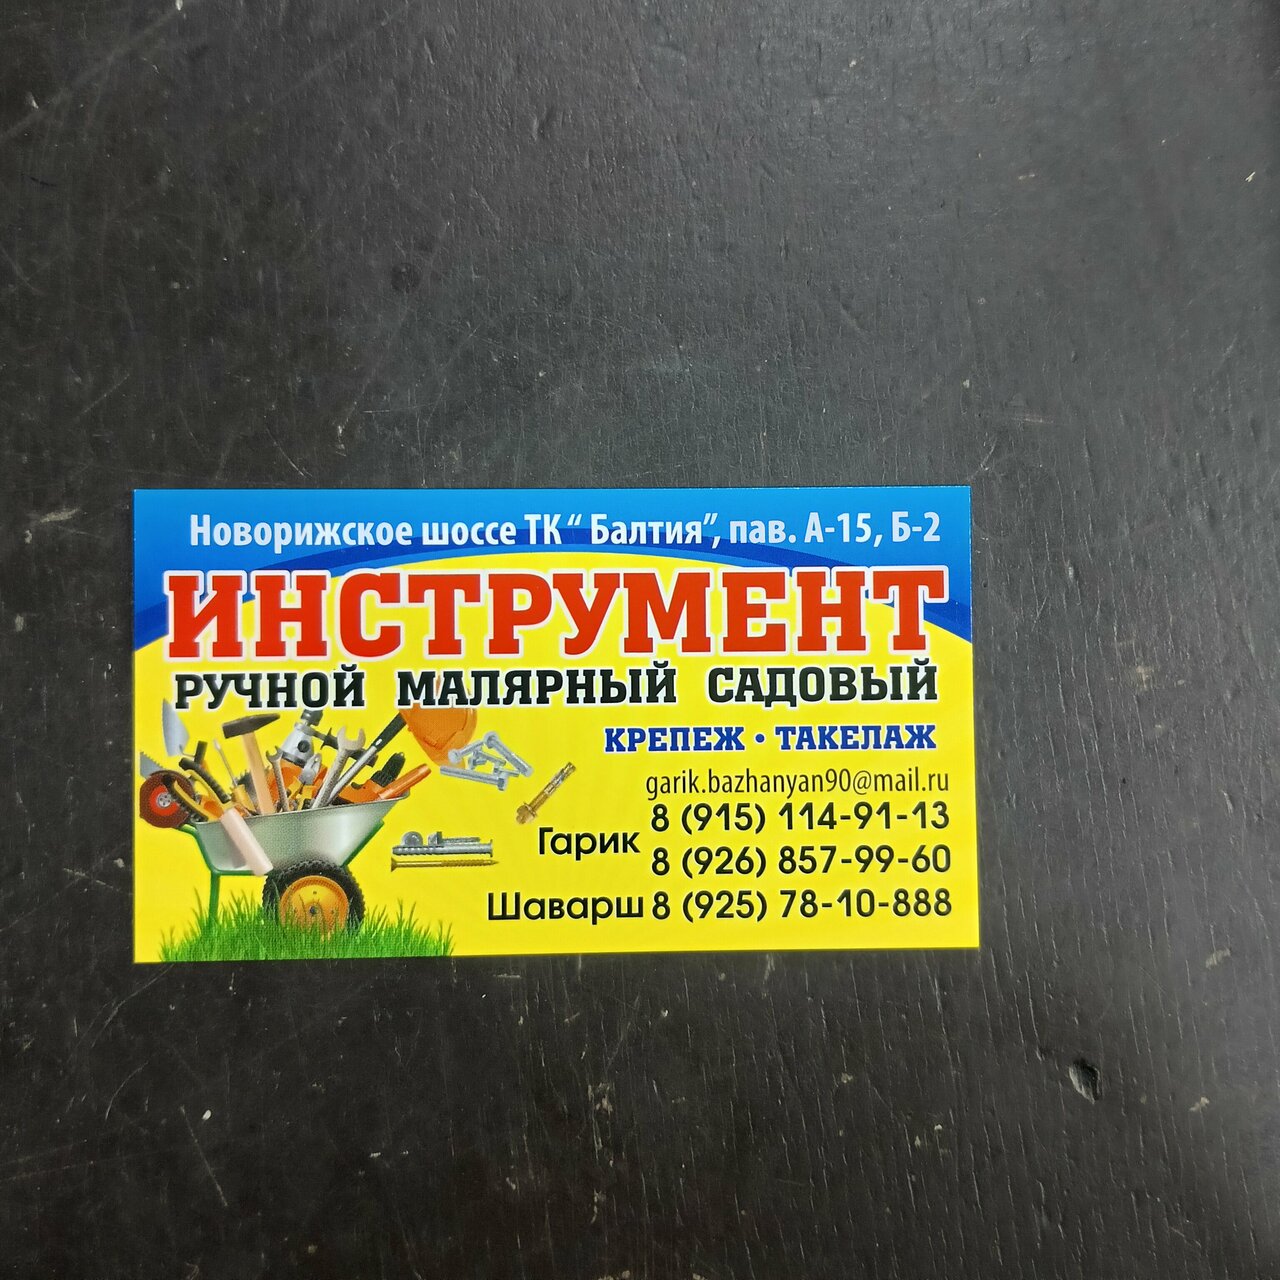 Новорижское шоссе ТК “ Балтия”, пав. А-15, Б-2
ИНСТРУМЕНТ
РУЧНОЙ МАЛЯРНЫЙ САДОВЫЙ
КРЕПЕЖ • ТАКЕЛАЖ
garik.bazhanyan90@mail.ru
Гарик 8 (915) 114-91-13
8 (926) 857-99-60
Шаварш 8 (925) 78-10-888